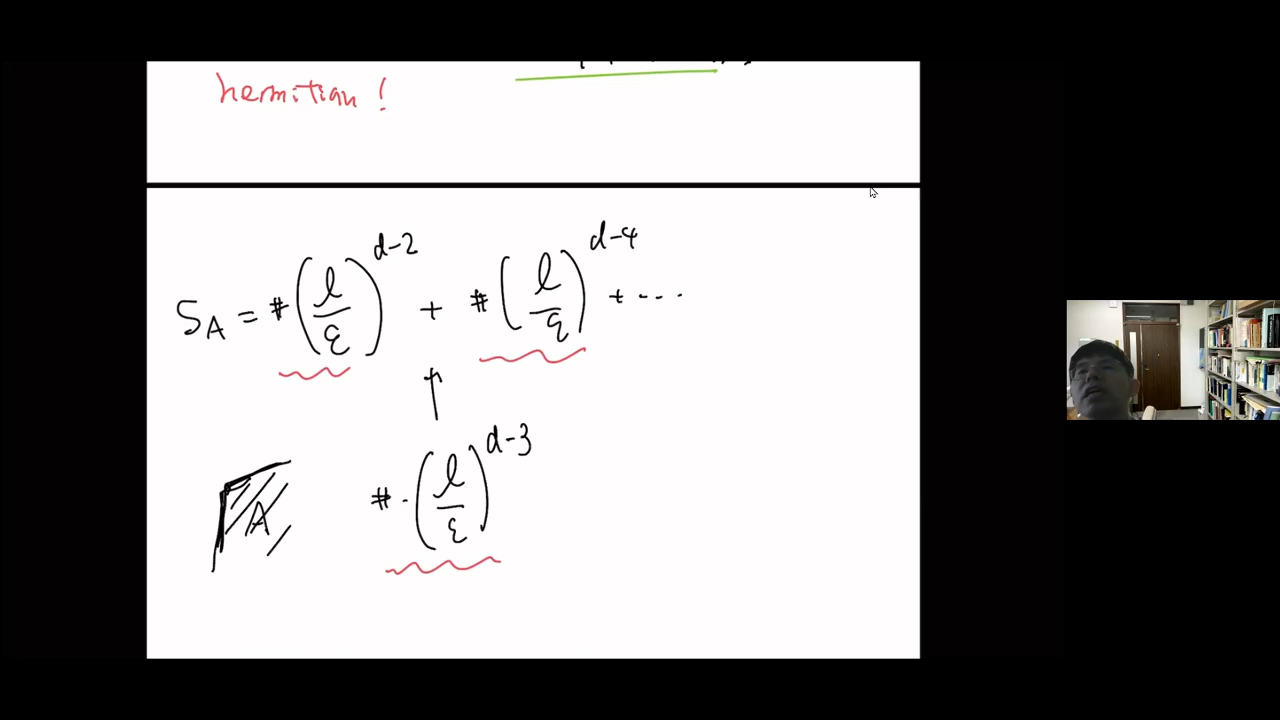 hermitian !
S_A = # (l/ε)^{d-2} + # (l/ε)^{d-4} + ...
A # · (l/ε)^{d-3}